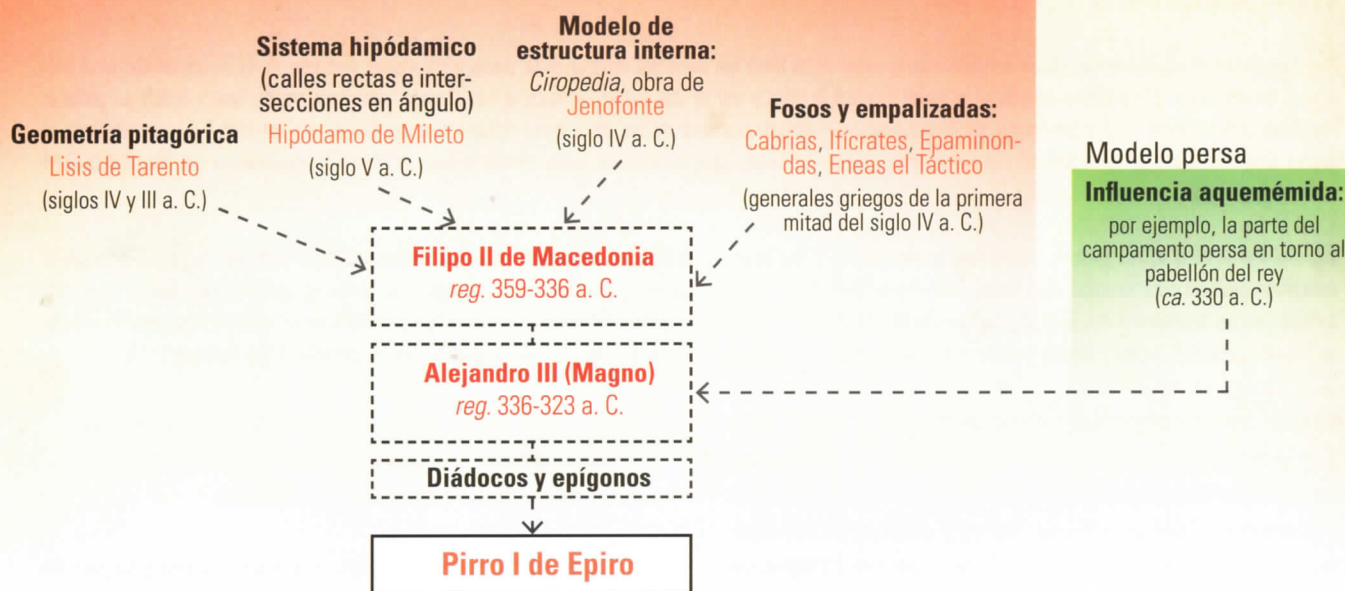 Geometría pitagórica
Lisis de Tarento
(siglos IV y III a. C.)
Sistema hipódamico
(calles rectas e inter-
secciones en ángulo)
Hipódamo de Mileto
(siglo V a. C.)
Modelo de
estructura interna:
Ciropedia, obra de
Jenofonte
(siglo IV a. C.)
Fosos y empalizadas:
Cabrias, Ifícrates, Epaminon-
das, Eneas el Táctico
(generales griegos de la primera
mitad del siglo IV a. C.)
Modelo persa
Influencia aquemémida:
por ejemplo, la parte del
campamento persa en torno al
pabellón del rey
(ca. 330 a. C.)
Filipo II de Macedonia
reg. 359-336 a. C.
Alejandro III (Magno)
reg. 336-323 a. C.
Diádocos y epígonos
Pirro I de Epiro